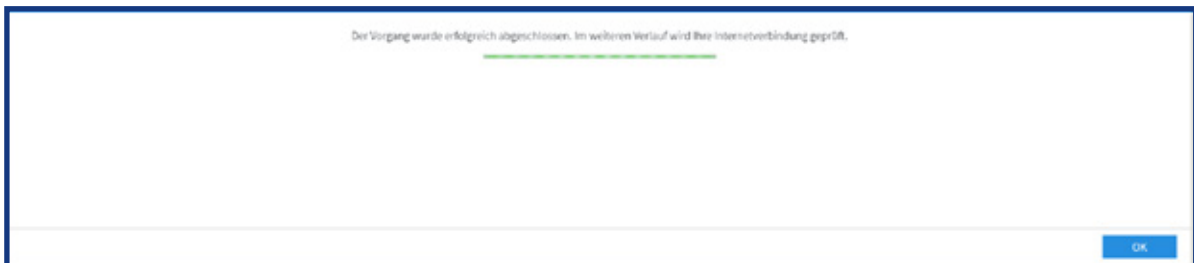 Der Vorgang wurde erfolgreich abgeschlossen. Im weiteren Verlauf wird Ihre Internetverbindung geprüft.
OK